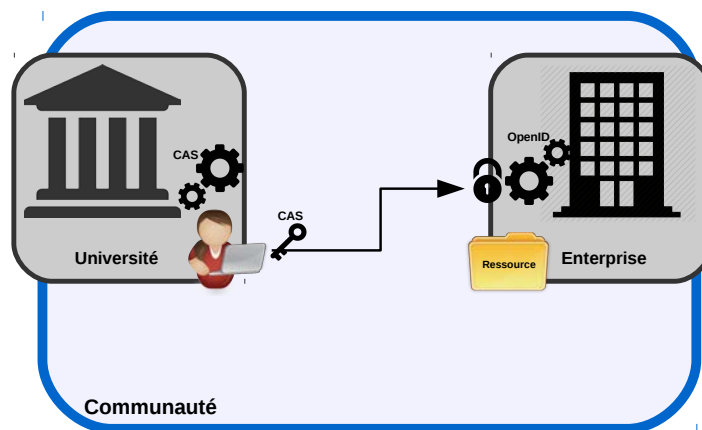 OpenID
CAS
CAS
Université
Ressource
Enterprise
Communauté